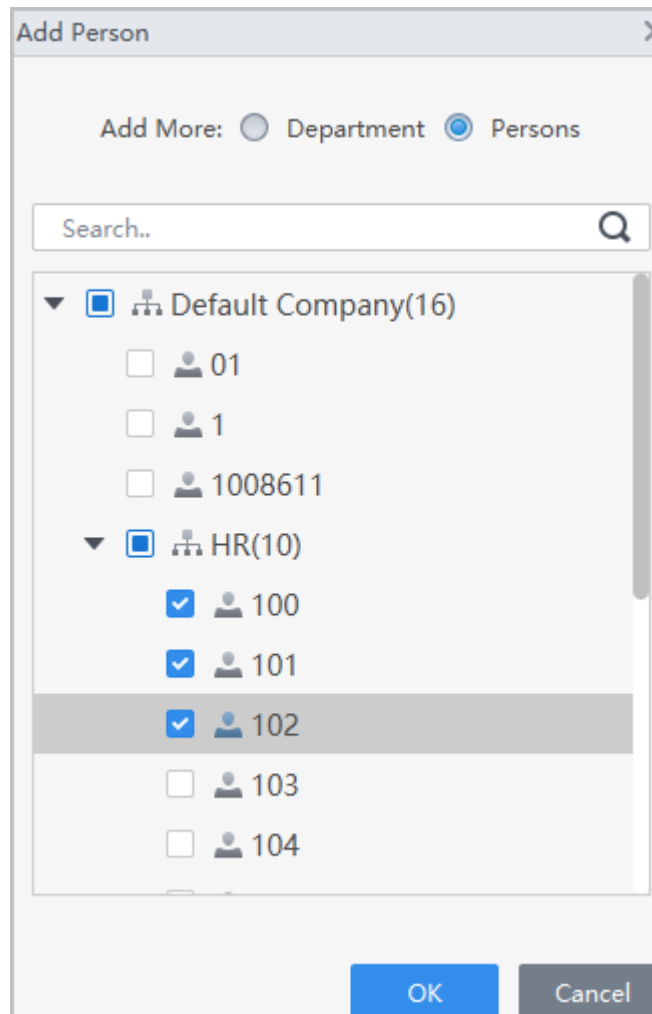 Add Person
Add More: Department Persons
Search..
Default Company(16)
01
1
1008611
HR(10)
100
101
102
103
104
OK Cancel